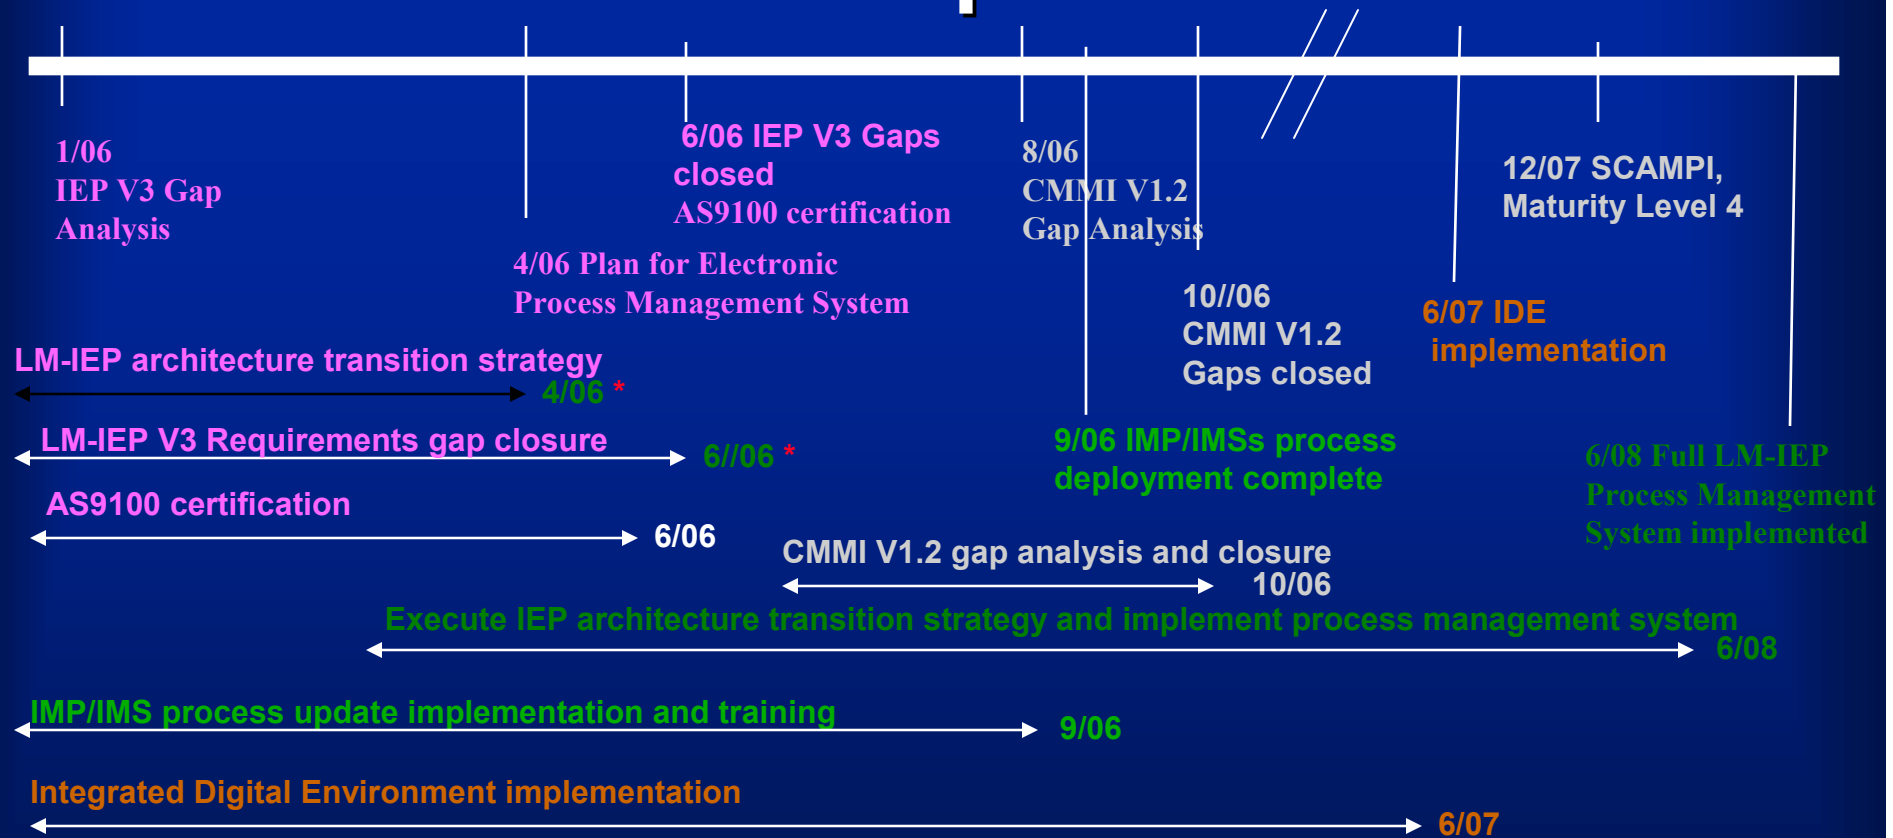 1/06
IEP V3 Gap
Analysis
6/06 IEP V3 Gaps
closed
AS9100 certification
4/06 Plan for Electronic
Process Management System
8/06
CMMI V1.2
Gap Analysis
10//06
CMMI V1.2
Gaps closed
12/07 SCAMPI,
Maturity Level 4
6/07 IDE
implementation
9/06 IMP/IMSs process
deployment complete
6/08 Full LM-IEP
Process Management
System implemented
LM-IEP architecture transition strategy
4/06 *
LM-IEP V3 Requirements gap closure
6//06 *
AS9100 certification
6/06
CMMI V1.2 gap analysis and closure
10/06
Execute IEP architecture transition strategy and implement process management system
6/08
IMP/IMS process update implementation and training
9/06
Integrated Digital Environment implementation
6/07